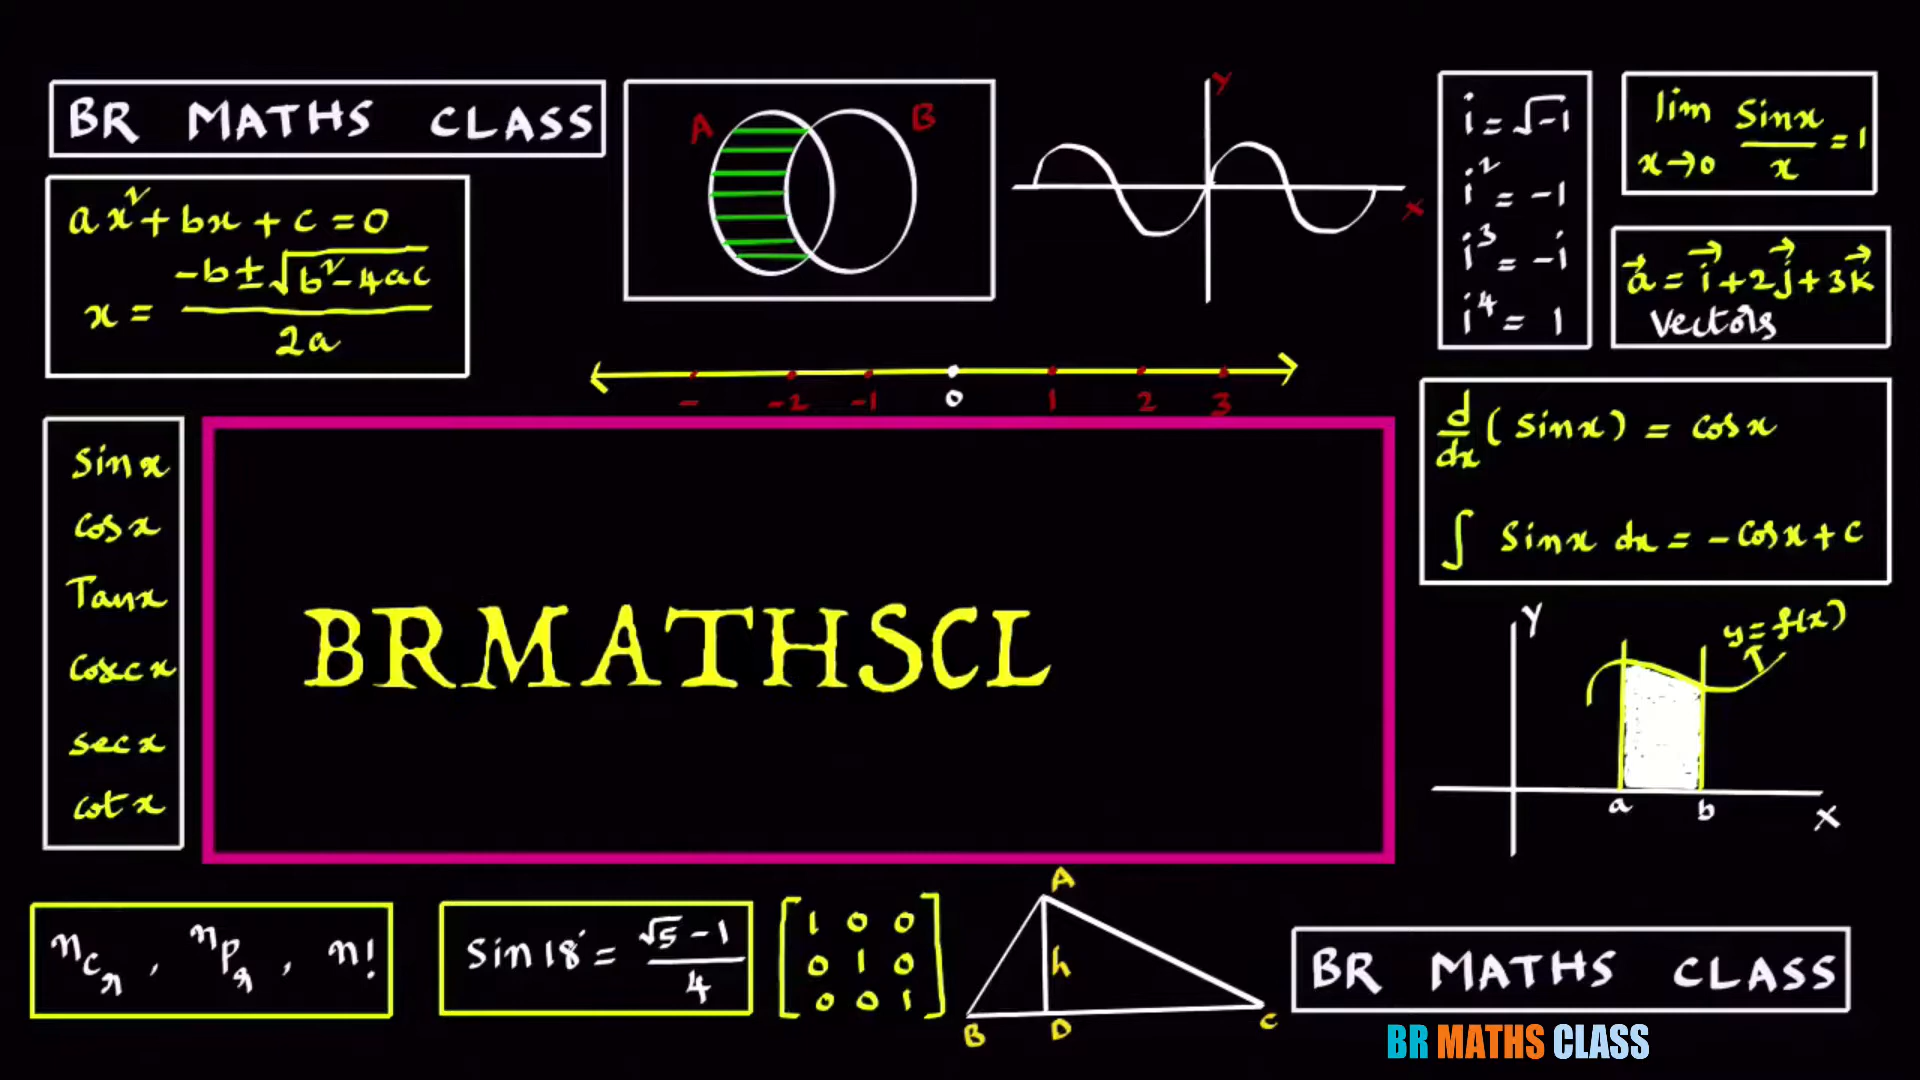 BR MATHS CLASS
ax²+bx+c=0
x = -b±√b²-4ac
2a
A B
Y
X
i=√-1
i²=-1
i³=-i
i⁴=1
lim sinx
x→0 x =1
a⃗=i⃗+2j⃗+3k⃗
Vectors
- -2 -1 0 1 2 3
Sinx
Cosx
Tanx
Cosecx
secx
cotx
BRMATHSCL
d/dx (Sinx) = Cosx
∫ Sinx dx = -Cosx+c
Y
y=f(x)
a b X
ⁿCᵣ , ⁿPᵣ , n!
Sin18°= √5-1
4
1 0 0
0 1 0
0 0 1
A
h
B D C
BR MATHS CLASS
BR MATHS CLASS